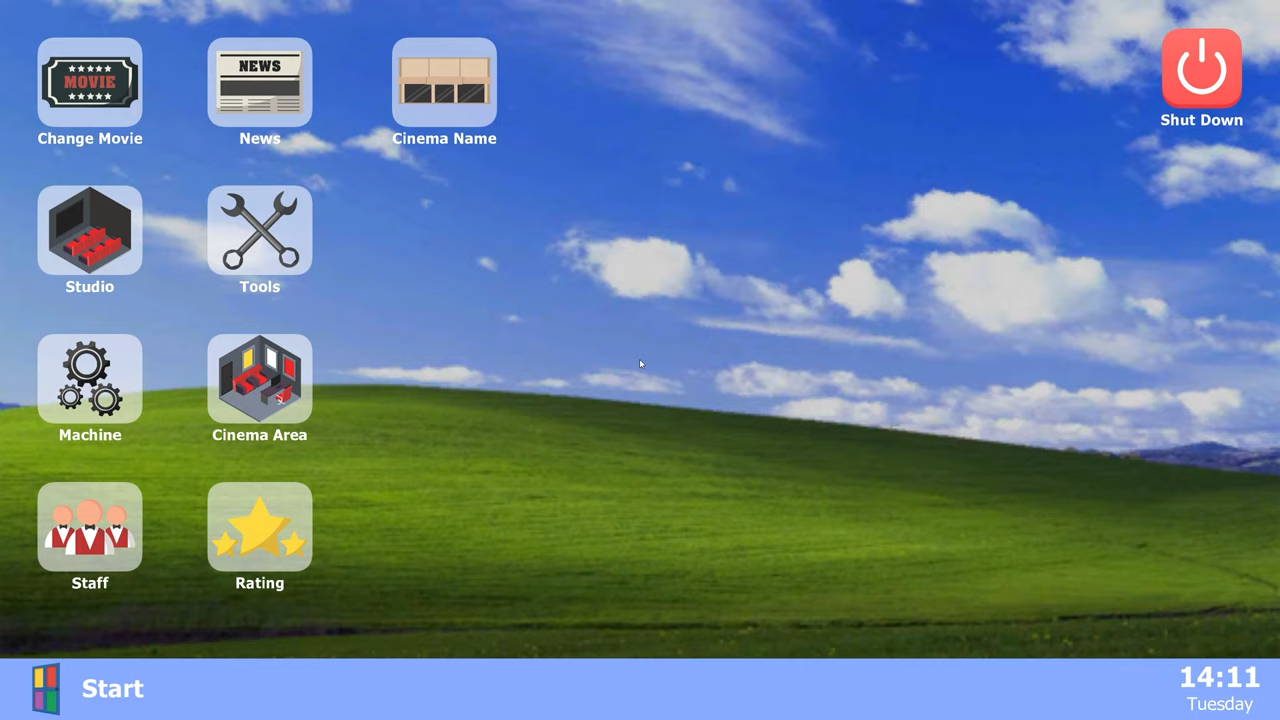 MOVIE
Change Movie
NEWS
News
Cinema Name
Shut Down
Studio
Tools
Machine
Cinema Area
Staff
Rating
Start
14:11
Tuesday